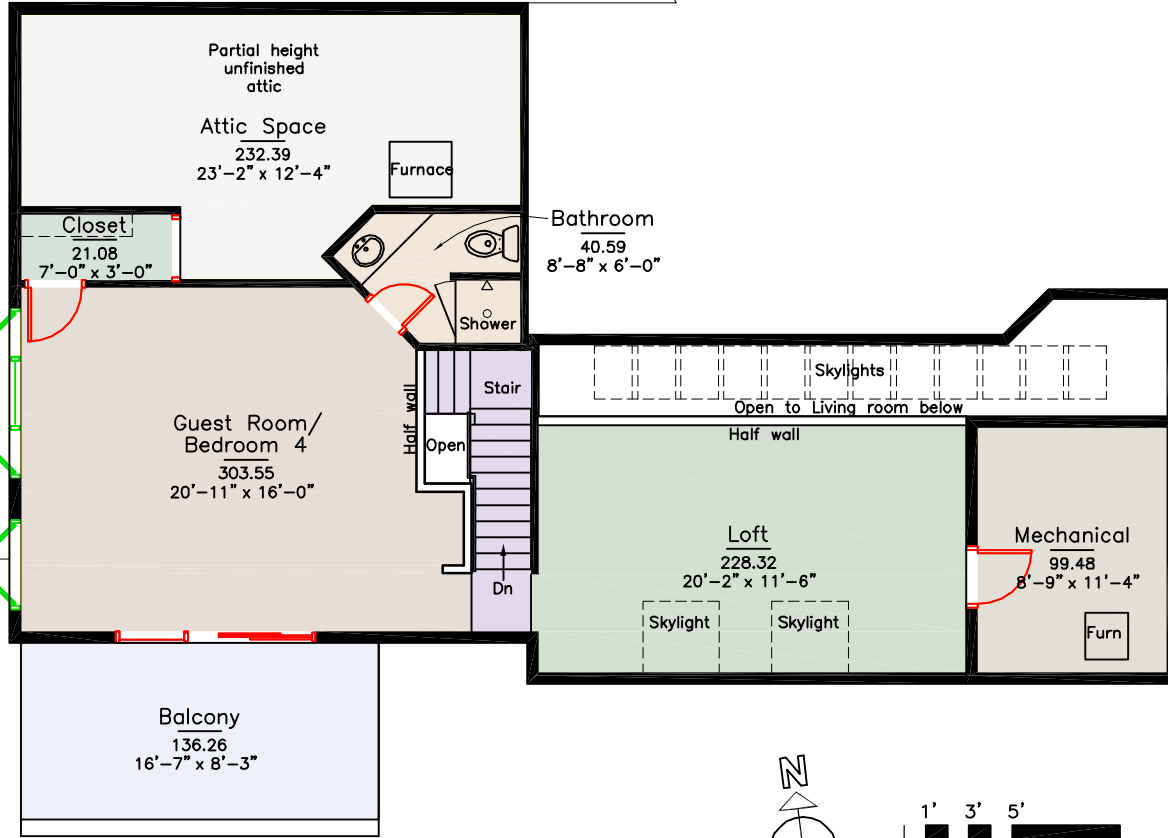 Partial height
unfinished
attic
Attic Space
232.39
23'-2" x 12'-4"
Furnace
Closet
21.08
7'-0" x 3'-0"
Bathroom
40.59
8'-8" x 6'-0"
Shower
Stair
Half wall
Open
Dn
Guest Room/
Bedroom 4
303.55
20'-11" x 16'-0"
Skylights
Open to Living room below
Half wall
Loft
228.32
20'-2" x 11'-6"
Skylight
Skylight
Mechanical
99.48
8'-9" x 11'-4"
Furn
Balcony
136.26
16'-7" x 8'-3"
N
1' 3' 5'